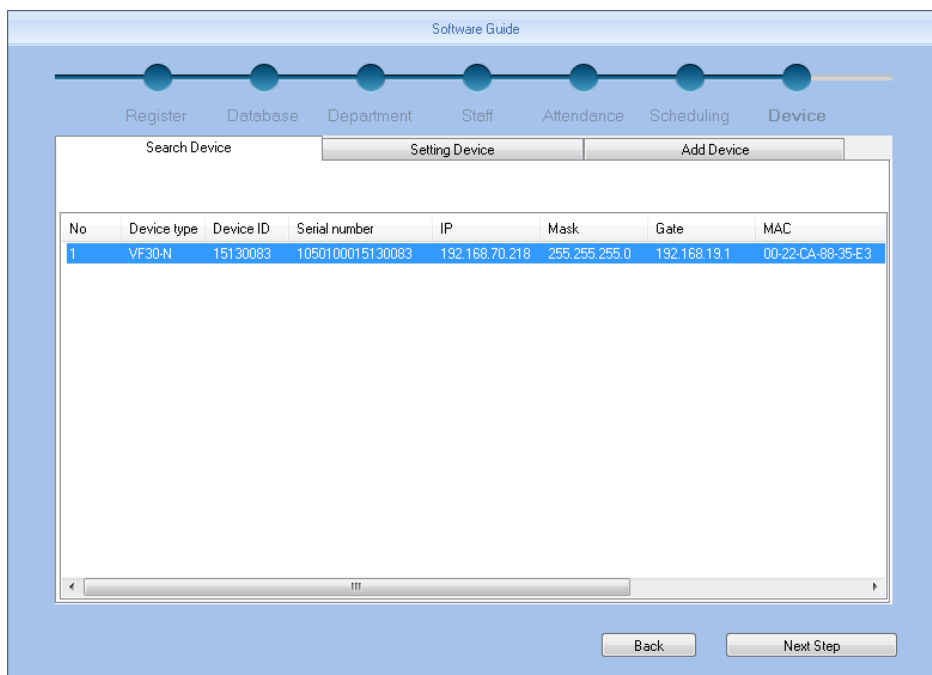 Software Guide
Register Database Department Staff Attendance Scheduling Device
Search Device Setting Device Add Device
No Device type Device ID Serial number IP Mask Gate MAC
1 VF30-N 15130083 1050100015130083 192.168.70.218 255.255.255.0 192.168.19.1 00-22-CA-88-35-E3
Back Next Step